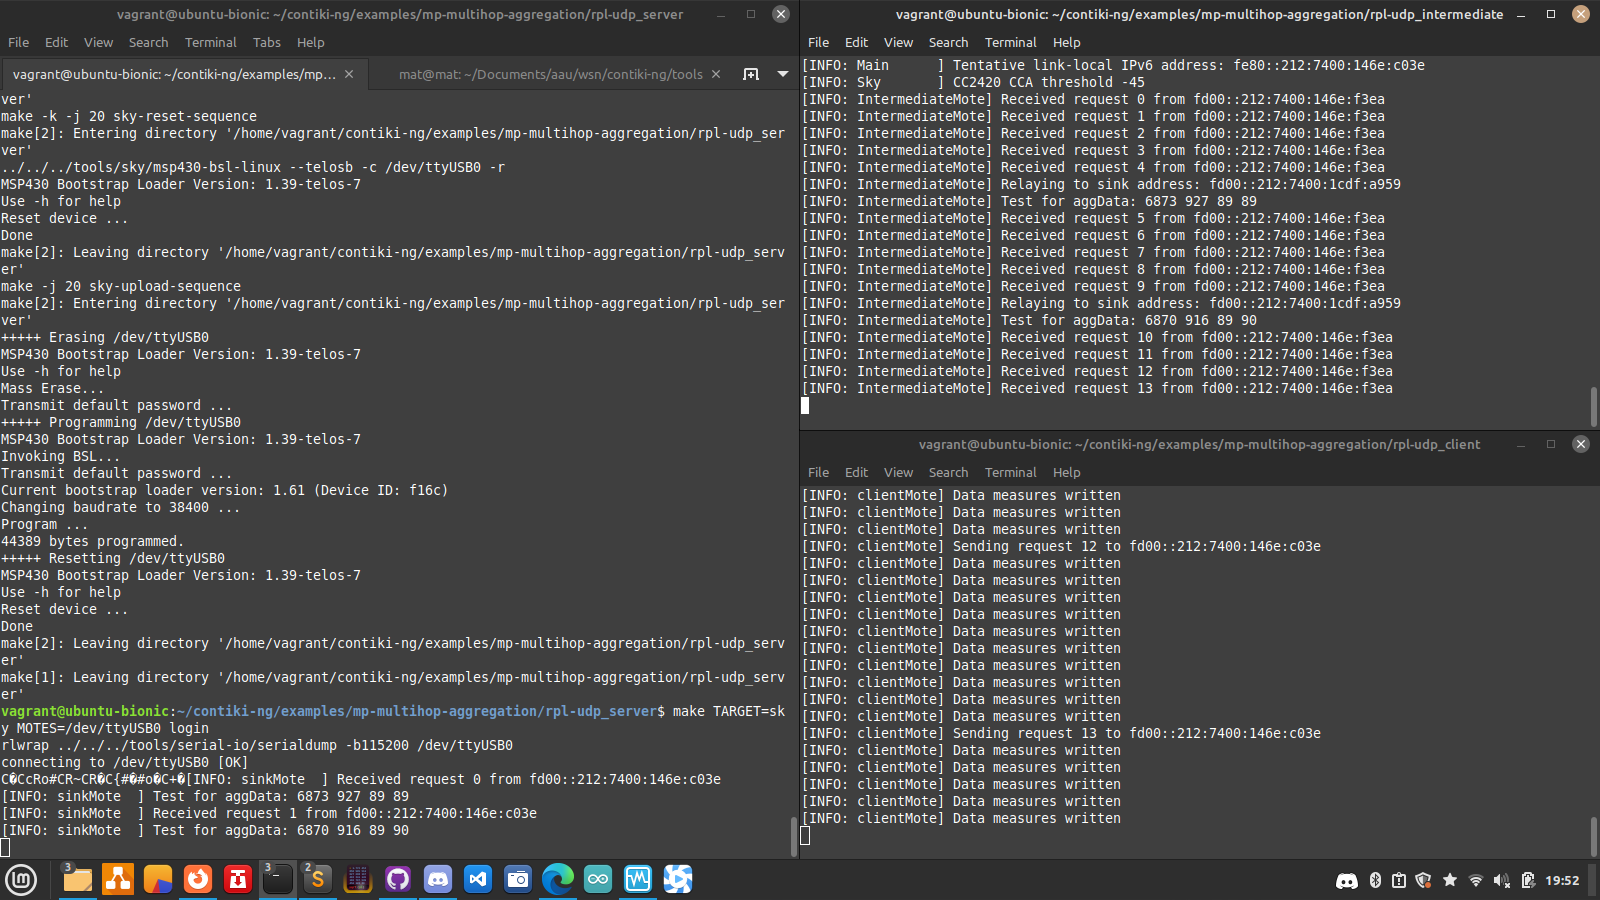 vagrant@ubuntu-bionic: ~/contiki-ng/examples/mp-multihop-aggregation/rpl-udp_server
File Edit View Search Terminal Tabs Help
vagrant@ubuntu-bionic: ~/contiki-ng/examples/mp... ×
mat@mat: ~/Documents/aau/wsn/contiki-ng/tools ×
ver'
make -k -j 20 sky-reset-sequence
make[2]: Entering directory '/home/vagrant/contiki-ng/examples/mp-multihop-aggregation/rpl-udp_ser
ver'
../../../tools/sky/msp430-bsl-linux --telosb -c /dev/ttyUSB0 -r
MSP430 Bootstrap Loader Version: 1.39-telos-7
Use -h for help
Reset device ...
Done
make[2]: Leaving directory '/home/vagrant/contiki-ng/examples/mp-multihop-aggregation/rpl-udp_serv
er'
make -j 20 sky-upload-sequence
make[2]: Entering directory '/home/vagrant/contiki-ng/examples/mp-multihop-aggregation/rpl-udp_ser
ver'
+++++ Erasing /dev/ttyUSB0
MSP430 Bootstrap Loader Version: 1.39-telos-7
Use -h for help
Mass Erase...
Transmit default password ...
+++++ Programming /dev/ttyUSB0
MSP430 Bootstrap Loader Version: 1.39-telos-7
Invoking BSL...
Transmit default password ...
Current bootstrap loader version: 1.61 (Device ID: f16c)
Changing baudrate to 38400 ...
Program ...
44389 bytes programmed.
+++++ Resetting /dev/ttyUSB0
MSP430 Bootstrap Loader Version: 1.39-telos-7
Use -h for help
Reset device ...
Done
make[2]: Leaving directory '/home/vagrant/contiki-ng/examples/mp-multihop-aggregation/rpl-udp_serv
er'
make[1]: Leaving directory '/home/vagrant/contiki-ng/examples/mp-multihop-aggregation/rpl-udp_serv
er'
vagrant@ubuntu-bionic:~/contiki-ng/examples/mp-multihop-aggregation/rpl-udp_server$ make TARGET=sk
y MOTES=/dev/ttyUSB0 login
rlwrap ../../../tools/serial-io/serialdump -b115200 /dev/ttyUSB0
connecting to /dev/ttyUSB0 [OK]
C�CcRo#CR~CR�C{#�#o�C+�[INFO: sinkMote  ] Received request 0 from fd00::212:7400:146e:c03e
[INFO: sinkMote  ] Test for aggData: 6873 927 89 89
[INFO: sinkMote  ] Received request 1 from fd00::212:7400:146e:c03e
[INFO: sinkMote  ] Test for aggData: 6870 916 89 90
vagrant@ubuntu-bionic: ~/contiki-ng/examples/mp-multihop-aggregation/rpl-udp_intermediate
File Edit View Search Terminal Help
[INFO: Main      ] Tentative link-local IPv6 address: fe80::212:7400:146e:c03e
[INFO: Sky       ] CC2420 CCA threshold -45
[INFO: IntermediateMote] Received request 0 from fd00::212:7400:146e:f3ea
[INFO: IntermediateMote] Received request 1 from fd00::212:7400:146e:f3ea
[INFO: IntermediateMote] Received request 2 from fd00::212:7400:146e:f3ea
[INFO: IntermediateMote] Received request 3 from fd00::212:7400:146e:f3ea
[INFO: IntermediateMote] Received request 4 from fd00::212:7400:146e:f3ea
[INFO: IntermediateMote] Relaying to sink address: fd00::212:7400:1cdf:a959
[INFO: IntermediateMote] Test for aggData: 6873 927 89 89
[INFO: IntermediateMote] Received request 5 from fd00::212:7400:146e:f3ea
[INFO: IntermediateMote] Received request 6 from fd00::212:7400:146e:f3ea
[INFO: IntermediateMote] Received request 7 from fd00::212:7400:146e:f3ea
[INFO: IntermediateMote] Received request 8 from fd00::212:7400:146e:f3ea
[INFO: IntermediateMote] Received request 9 from fd00::212:7400:146e:f3ea
[INFO: IntermediateMote] Relaying to sink address: fd00::212:7400:1cdf:a959
[INFO: IntermediateMote] Test for aggData: 6870 916 89 90
[INFO: IntermediateMote] Received request 10 from fd00::212:7400:146e:f3ea
[INFO: IntermediateMote] Received request 11 from fd00::212:7400:146e:f3ea
[INFO: IntermediateMote] Received request 12 from fd00::212:7400:146e:f3ea
[INFO: IntermediateMote] Received request 13 from fd00::212:7400:146e:f3ea
vagrant@ubuntu-bionic: ~/contiki-ng/examples/mp-multihop-aggregation/rpl-udp_client
File Edit View Search Terminal Help
[INFO: clientMote] Data measures written
[INFO: clientMote] Data measures written
[INFO: clientMote] Data measures written
[INFO: clientMote] Sending request 12 to fd00::212:7400:146e:c03e
[INFO: clientMote] Data measures written
[INFO: clientMote] Data measures written
[INFO: clientMote] Data measures written
[INFO: clientMote] Data measures written
[INFO: clientMote] Data measures written
[INFO: clientMote] Data measures written
[INFO: clientMote] Data measures written
[INFO: clientMote] Data measures written
[INFO: clientMote] Data measures written
[INFO: clientMote] Data measures written
[INFO: clientMote] Sending request 13 to fd00::212:7400:146e:c03e
[INFO: clientMote] Data measures written
[INFO: clientMote] Data measures written
[INFO: clientMote] Data measures written
[INFO: clientMote] Data measures written
[INFO: clientMote] Data measures written
3 3 2 19:52